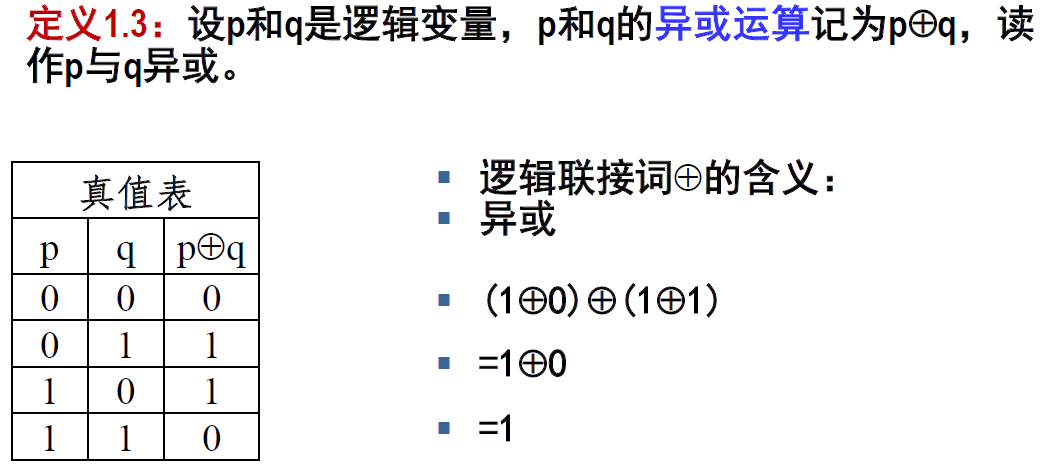 定义1.3：设p和q是逻辑变量，p和q的异或运算记为p⊕q，读
作p与q异或。
真值表
p q p⊕q
0 0 0
0 1 1
1 0 1
1 1 0
▪ 逻辑联接词⊕的含义：
▪ 异或
▪ (1⊕0)⊕(1⊕1)
▪ =1⊕0
▪ =1